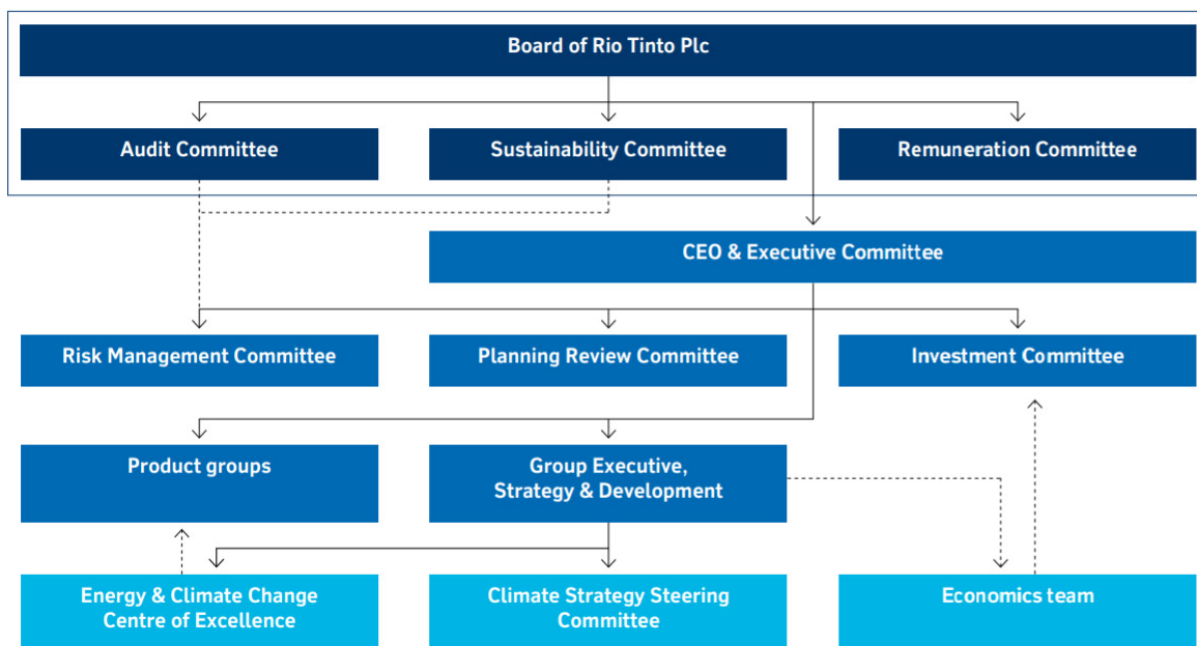 Board of Rio Tinto Plc
Audit Committee
Sustainability Committee
Remuneration Committee
CEO & Executive Committee
Risk Management Committee
Planning Review Committee
Investment Committee
Product groups
Group Executive,
Strategy & Development
Energy & Climate Change
Centre of Excellence
Climate Strategy Steering
Committee
Economics team